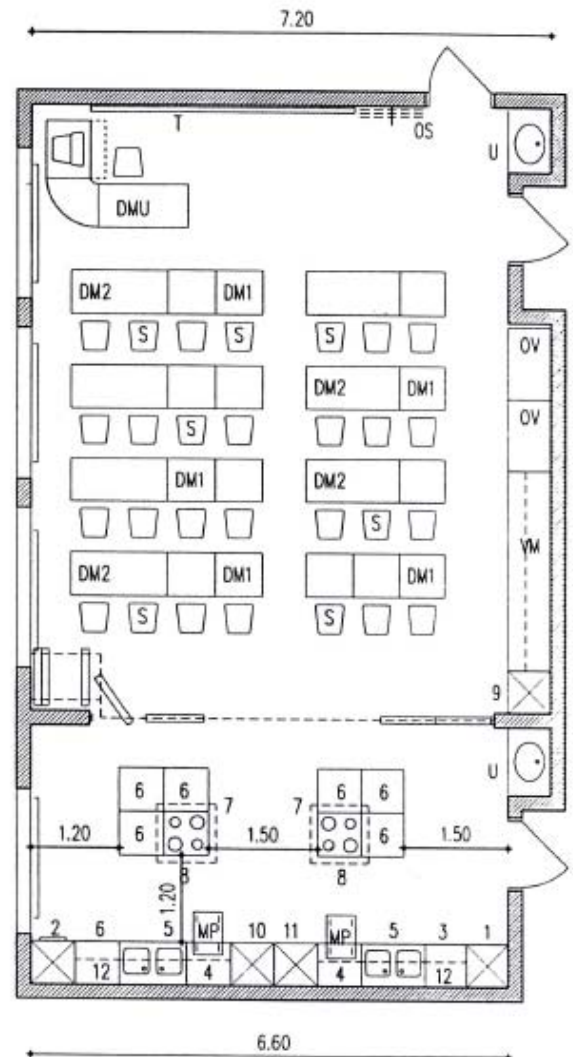 7.20
T
OS
U
DMU
DM2 DM1
S S S
OV
DM2 DM1
S
OV
DM1 DM2
S
VM
DM2 DM1 DM1
S S
9
U
6 6 6 6
7 7
1.20 6 1.50 6 1.50
8 8
1.20
2 6 5 MP 10 11 MP 5 3 1
12 4 4 12
6.60